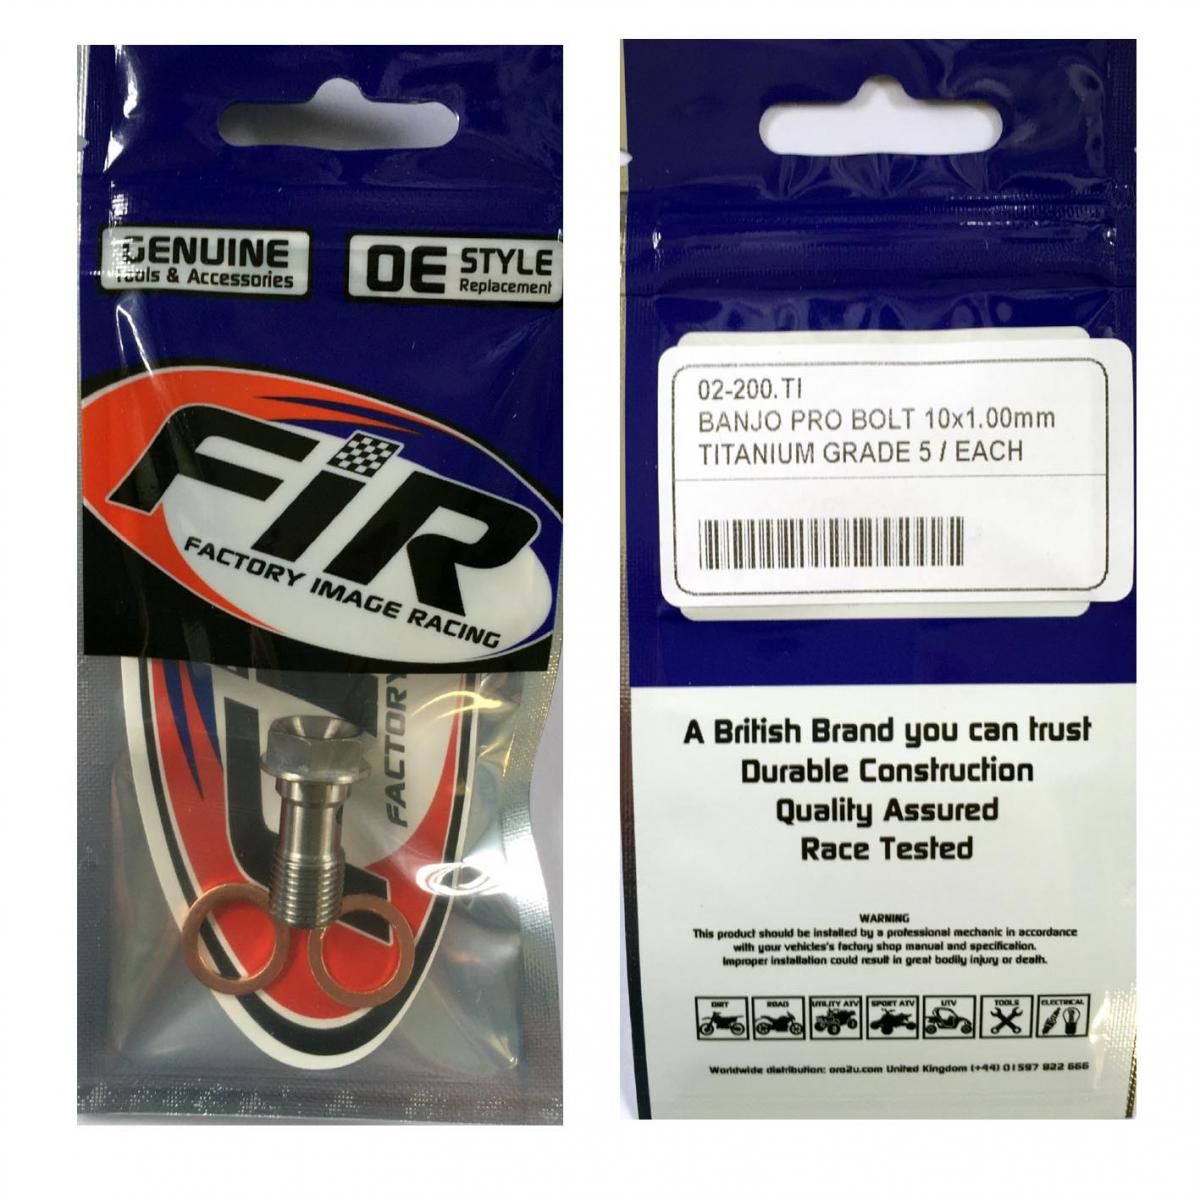 GENUINE
Tools & Accessories
OE STYLE
Replacement
FiR
FACTORY IMAGE RACING
FACTORY
02-200.TI
BANJO PRO BOLT 10x1.00mm
TITANIUM GRADE 5 / EACH
A British Brand you can trust
Durable Construction
Quality Assured
Race Tested
WARNING
This product should be installed by a professional mechanic in accordance
with your vehicles's factory shop manual and specification.
Improper installation could result in great bodily injury or death.
DIRT ROAD UTILITY ATV SPORT ATV UTV TOOLS ELECTRICAL
Worldwide distribution: oro2u.com United Kingdom (+44) 01597 822 666